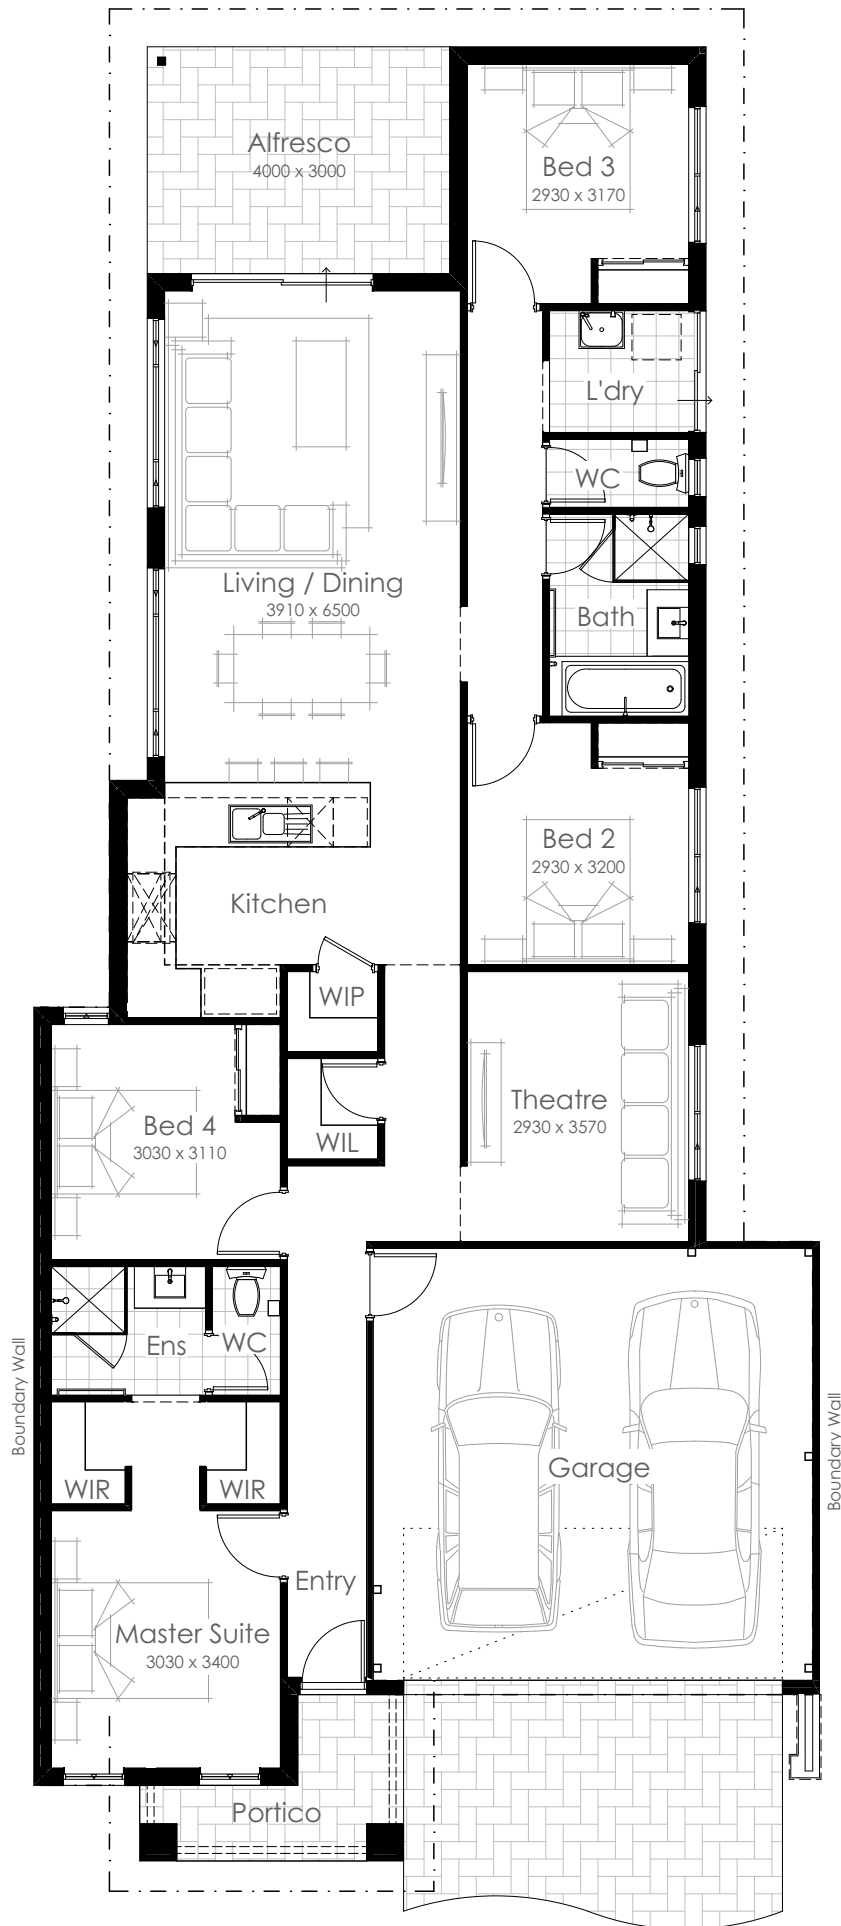 Alfresco
4000 x 3000
Bed 3
2930 x 3170
L'dry
WC
Living / Dining
3910 x 6500
Bath
Bed 2
2930 x 3200
Kitchen
WIP
Theatre
2930 x 3570
Bed 4
3030 x 3110
WIL
Ens
WC
Boundary Wall
Boundary Wall
WIR
WIR
Garage
Entry
Master Suite
3030 x 3400
Portico